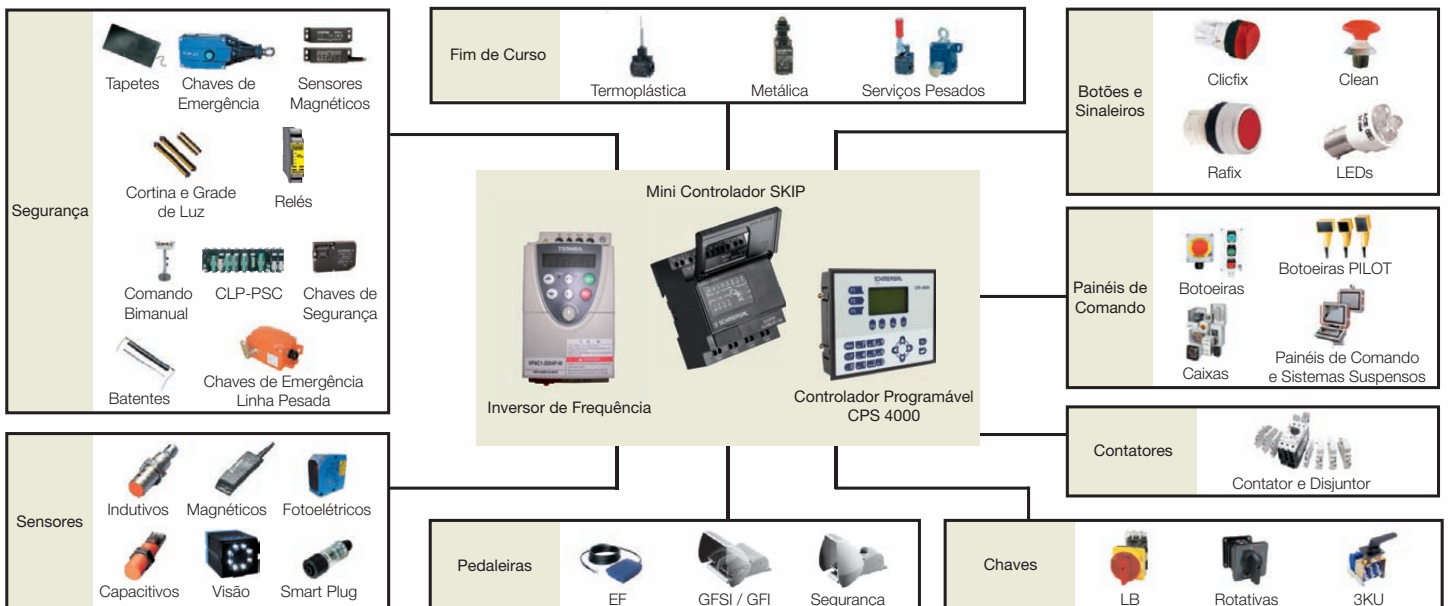 Segurança
Tapetes
Chaves de
Emergência
Sensores
Magnéticos
Cortina e Grade
de Luz
Relés
Comando
Bimanual
CLP-PSC
Chaves de
Segurança
Batentes
Chaves de Emergência
Linha Pesada
Fim de Curso
Termoplástica
Metálica
Serviços Pesados
Botões e
Sinaleiros
Clicfix
Clean
Rafix
LEDs
Mini Controlador SKIP
TOSHIBA
SCHMERSAL
Inversor de Frequência
Controlador Programável
CPS 4000
Painéis de
Comando
Botoeiras
Botoeiras PILOT
Caixas
Painéis de Comando
e Sistemas Suspensos
Contatores
Contator e Disjuntor
Sensores
Indutivos
Magnéticos
Fotoelétricos
Capacitivos
Visão
Smart Plug
Pedaleiras
EF
GFSI / GFI
Segurança
Chaves
LB
Rotativas
3KU